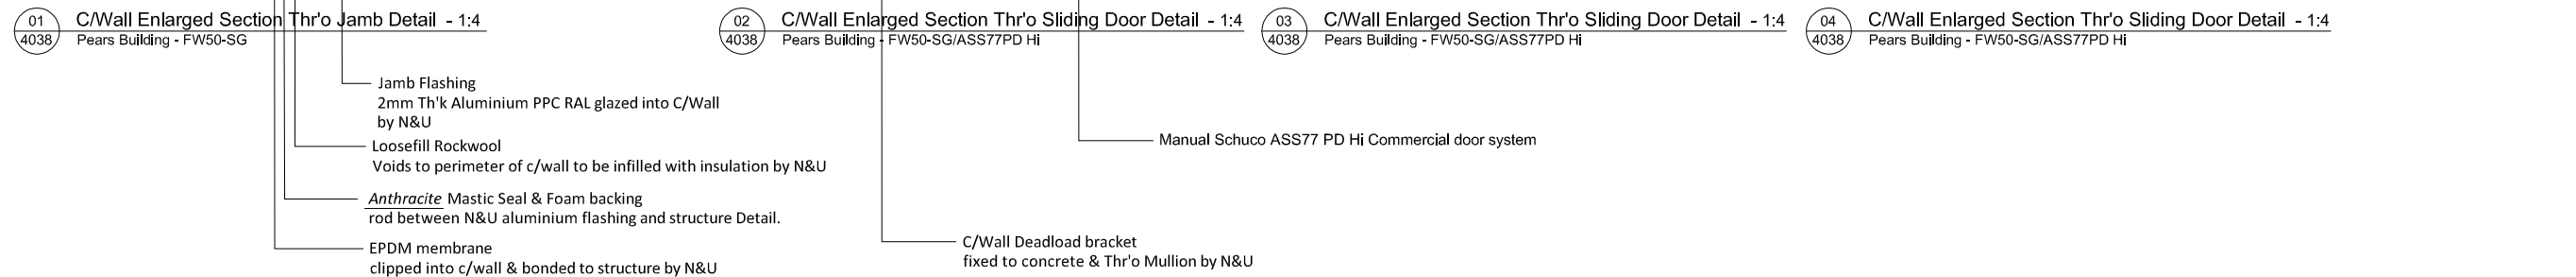 01
4038
C/Wall Enlarged Section Thr'o Jamb Detail - 1:4
Pears Building - FW50-SG
02
4038
C/Wall Enlarged Section Thr'o Sliding Door Detail - 1:4
Pears Building - FW50-SG/ASS77PD Hi
03
4038
C/Wall Enlarged Section Thr'o Sliding Door Detail - 1:4
Pears Building - FW50-SG/ASS77PD Hi
04
4038
C/Wall Enlarged Section Thr'o Sliding Door Detail - 1:4
Pears Building - FW50-SG/ASS77PD Hi
Jamb Flashing
2mm Th'k Aluminium PPC RAL glazed into C/Wall
by N&U
Loosefill Rockwool
Voids to perimeter of c/wall to be infilled with insulation by N&U
Anthracite Mastic Seal & Foam backing
rod between N&U aluminium flashing and structure Detail.
EPDM membrane
clipped into c/wall & bonded to structure by N&U
Manual Schuco ASS77 PD Hi Commercial door system
C/Wall Deadload bracket
fixed to concrete & Thr'o Mullion by N&U